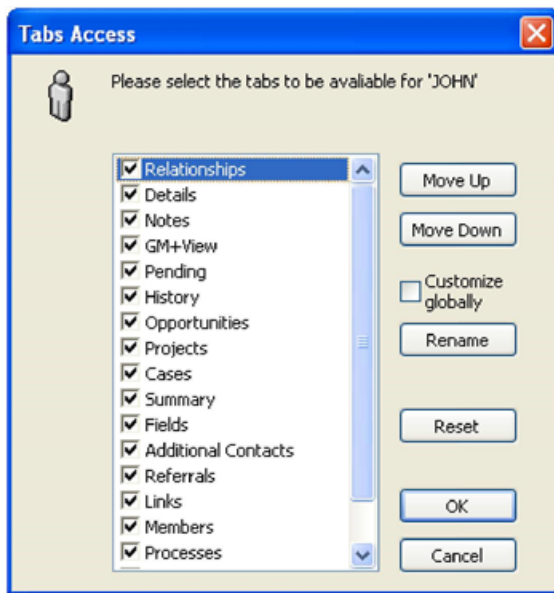 Tabs Access
Please select the tabs to be avaliable for 'JOHN'
Relationships
Details
Notes
GM+View
Pending
History
Opportunities
Projects
Cases
Summary
Fields
Additional Contacts
Referrals
Links
Members
Processes
Move Up
Move Down
Customize
globally
Rename
Reset
OK
Cancel